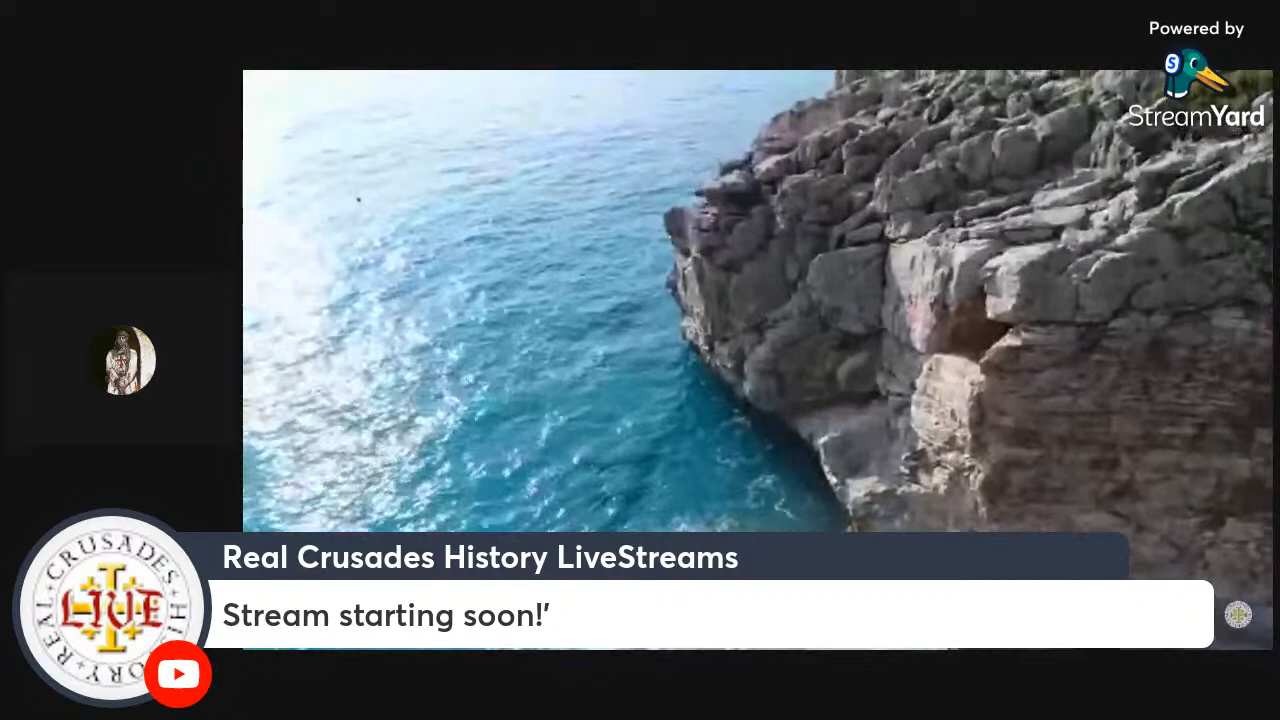 Powered by
StreamYard
Real Crusades History LiveStreams
Stream starting soon!’
REAL • CRUSADES • HISTORY
LIVE